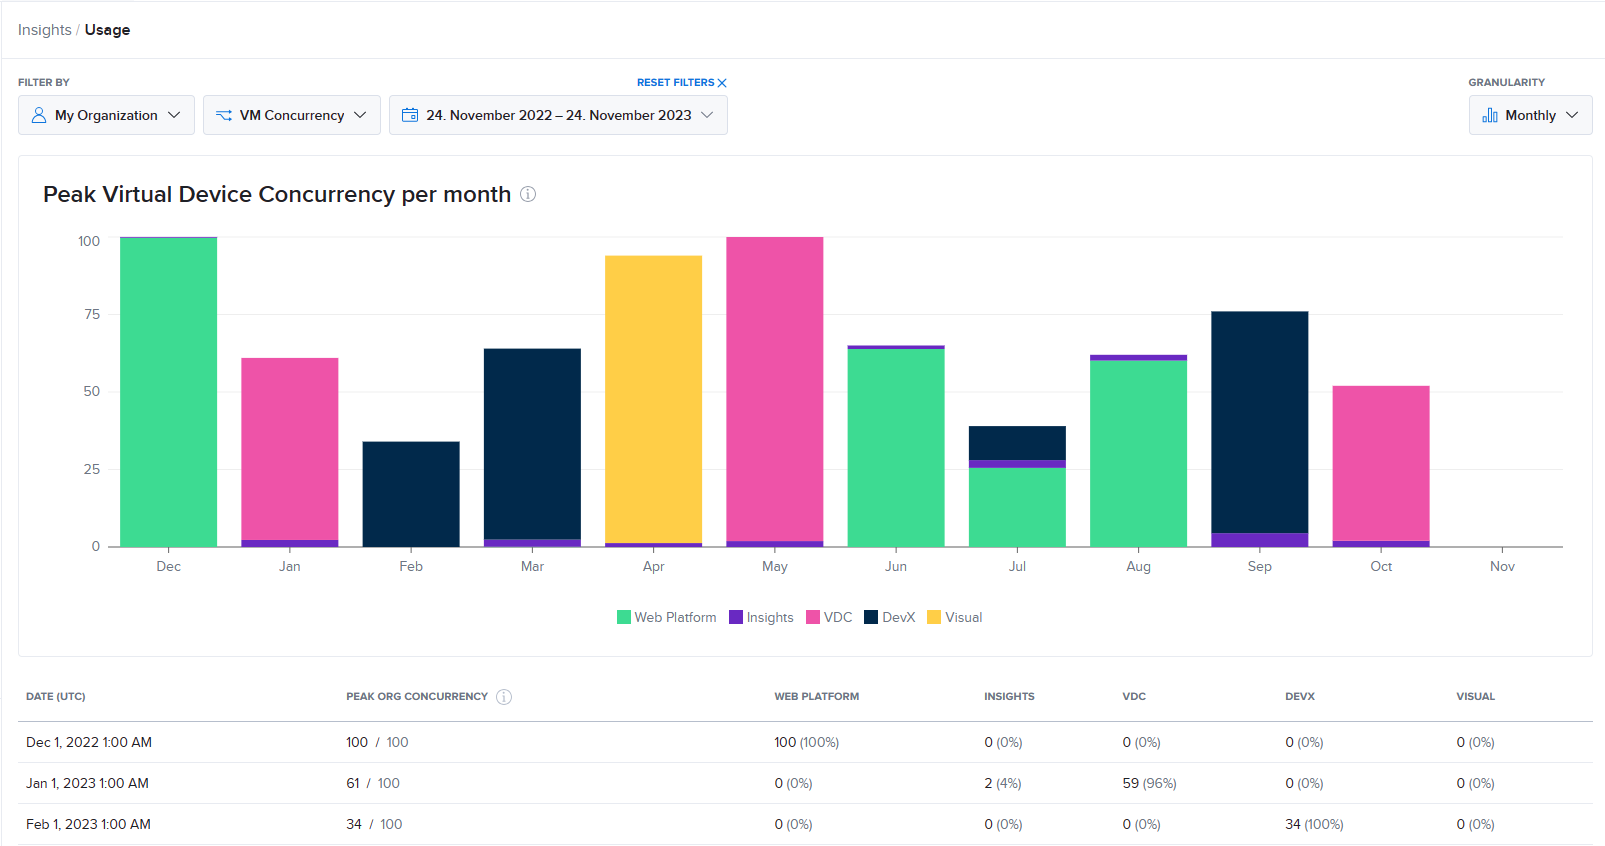 Insights / Usage
FILTER BY
RESET FILTERS
GRANULARITY
My Organization
VM Concurrency
24. November 2022 – 24. November 2023
Monthly
Peak Virtual Device Concurrency per month
100
75
50
25
0
Dec Jan Feb Mar Apr May Jun Jul Aug Sep Oct Nov
Web Platform Insights VDC DevX Visual
DATE (UTC) PEAK ORG CONCURRENCY WEB PLATFORM INSIGHTS VDC DEVX VISUAL
Dec 1, 2022 1:00 AM 100 / 100 100 (100%) 0 (0%) 0 (0%) 0 (0%) 0 (0%)
Jan 1, 2023 1:00 AM 61 / 100 0 (0%) 2 (4%) 59 (96%) 0 (0%) 0 (0%)
Feb 1, 2023 1:00 AM 34 / 100 0 (0%) 0 (0%) 0 (0%) 34 (100%) 0 (0%)